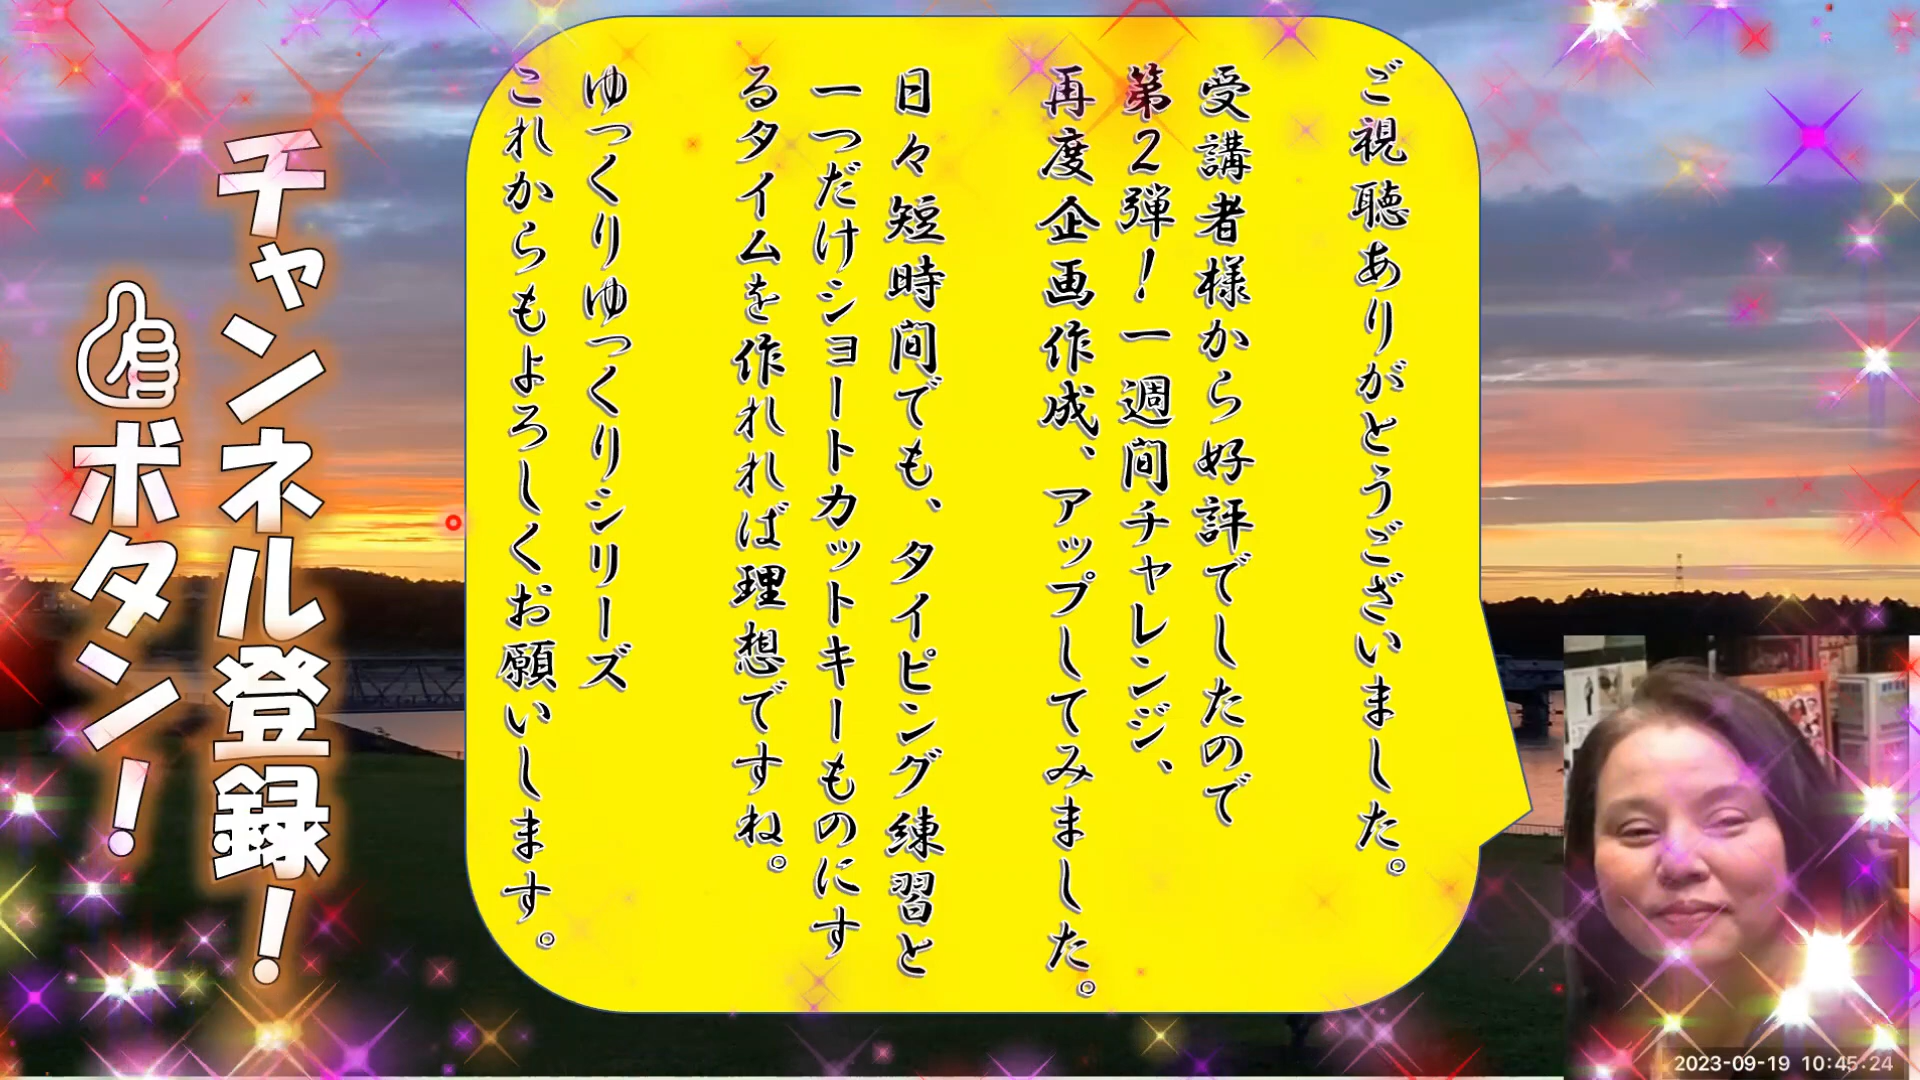 ご視聴ありがとうございました。
受講者様から好評でしたので
第2弾！一週間チャレンジ、
再度企画作成、アップしてみました。
日々短時間でも、タイピング練習と
一つだけショートカットキーものにす
るタイムを作れれば理想ですね。
ゆっくりゆっくりシリーズ
これからもよろしくお願いします。
チャンネル登録！
👍ボタン！
2023-09-19 10:45:24